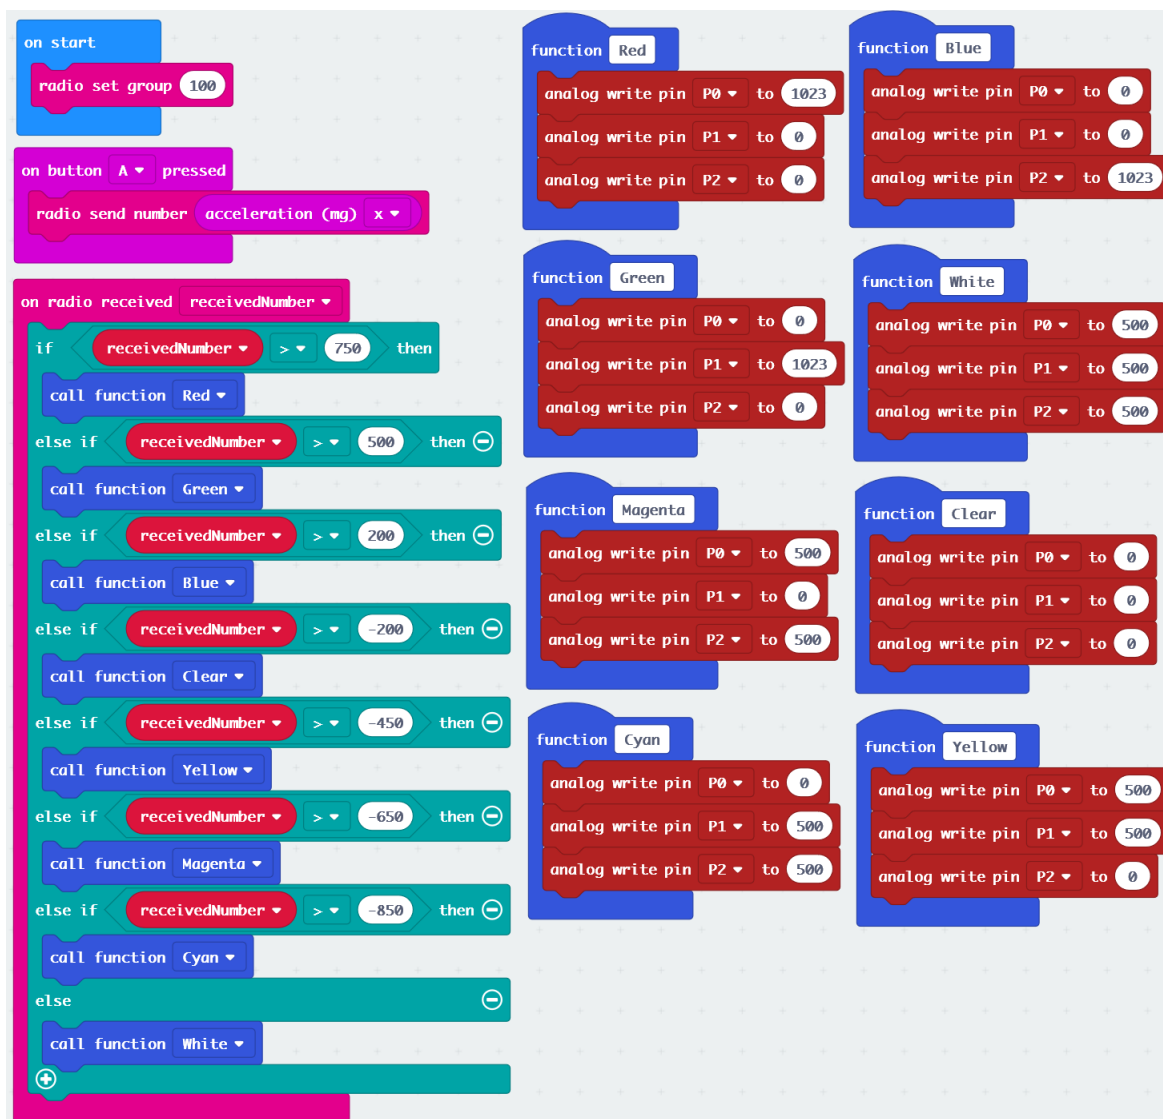 on start
radio set group 100
on button A pressed
radio send number acceleration (mg) x
on radio received receivedNumber
if receivedNumber > 750 then
call function Red
else if receivedNumber > 500 then
call function Green
else if receivedNumber > 200 then
call function Blue
else if receivedNumber > -200 then
call function Clear
else if receivedNumber > -450 then
call function Yellow
else if receivedNumber > -650 then
call function Magenta
else if receivedNumber > -850 then
call function Cyan
else
call function White
function Red
analog write pin P0 to 1023
analog write pin P1 to 0
analog write pin P2 to 0
function Green
analog write pin P0 to 0
analog write pin P1 to 1023
analog write pin P2 to 0
function Magenta
analog write pin P0 to 500
analog write pin P1 to 0
analog write pin P2 to 500
function Cyan
analog write pin P0 to 0
analog write pin P1 to 500
analog write pin P2 to 500
function Blue
analog write pin P0 to 0
analog write pin P1 to 0
analog write pin P2 to 1023
function White
analog write pin P0 to 500
analog write pin P1 to 500
analog write pin P2 to 500
function Clear
analog write pin P0 to 0
analog write pin P1 to 0
analog write pin P2 to 0
function Yellow
analog write pin P0 to 500
analog write pin P1 to 500
analog write pin P2 to 0